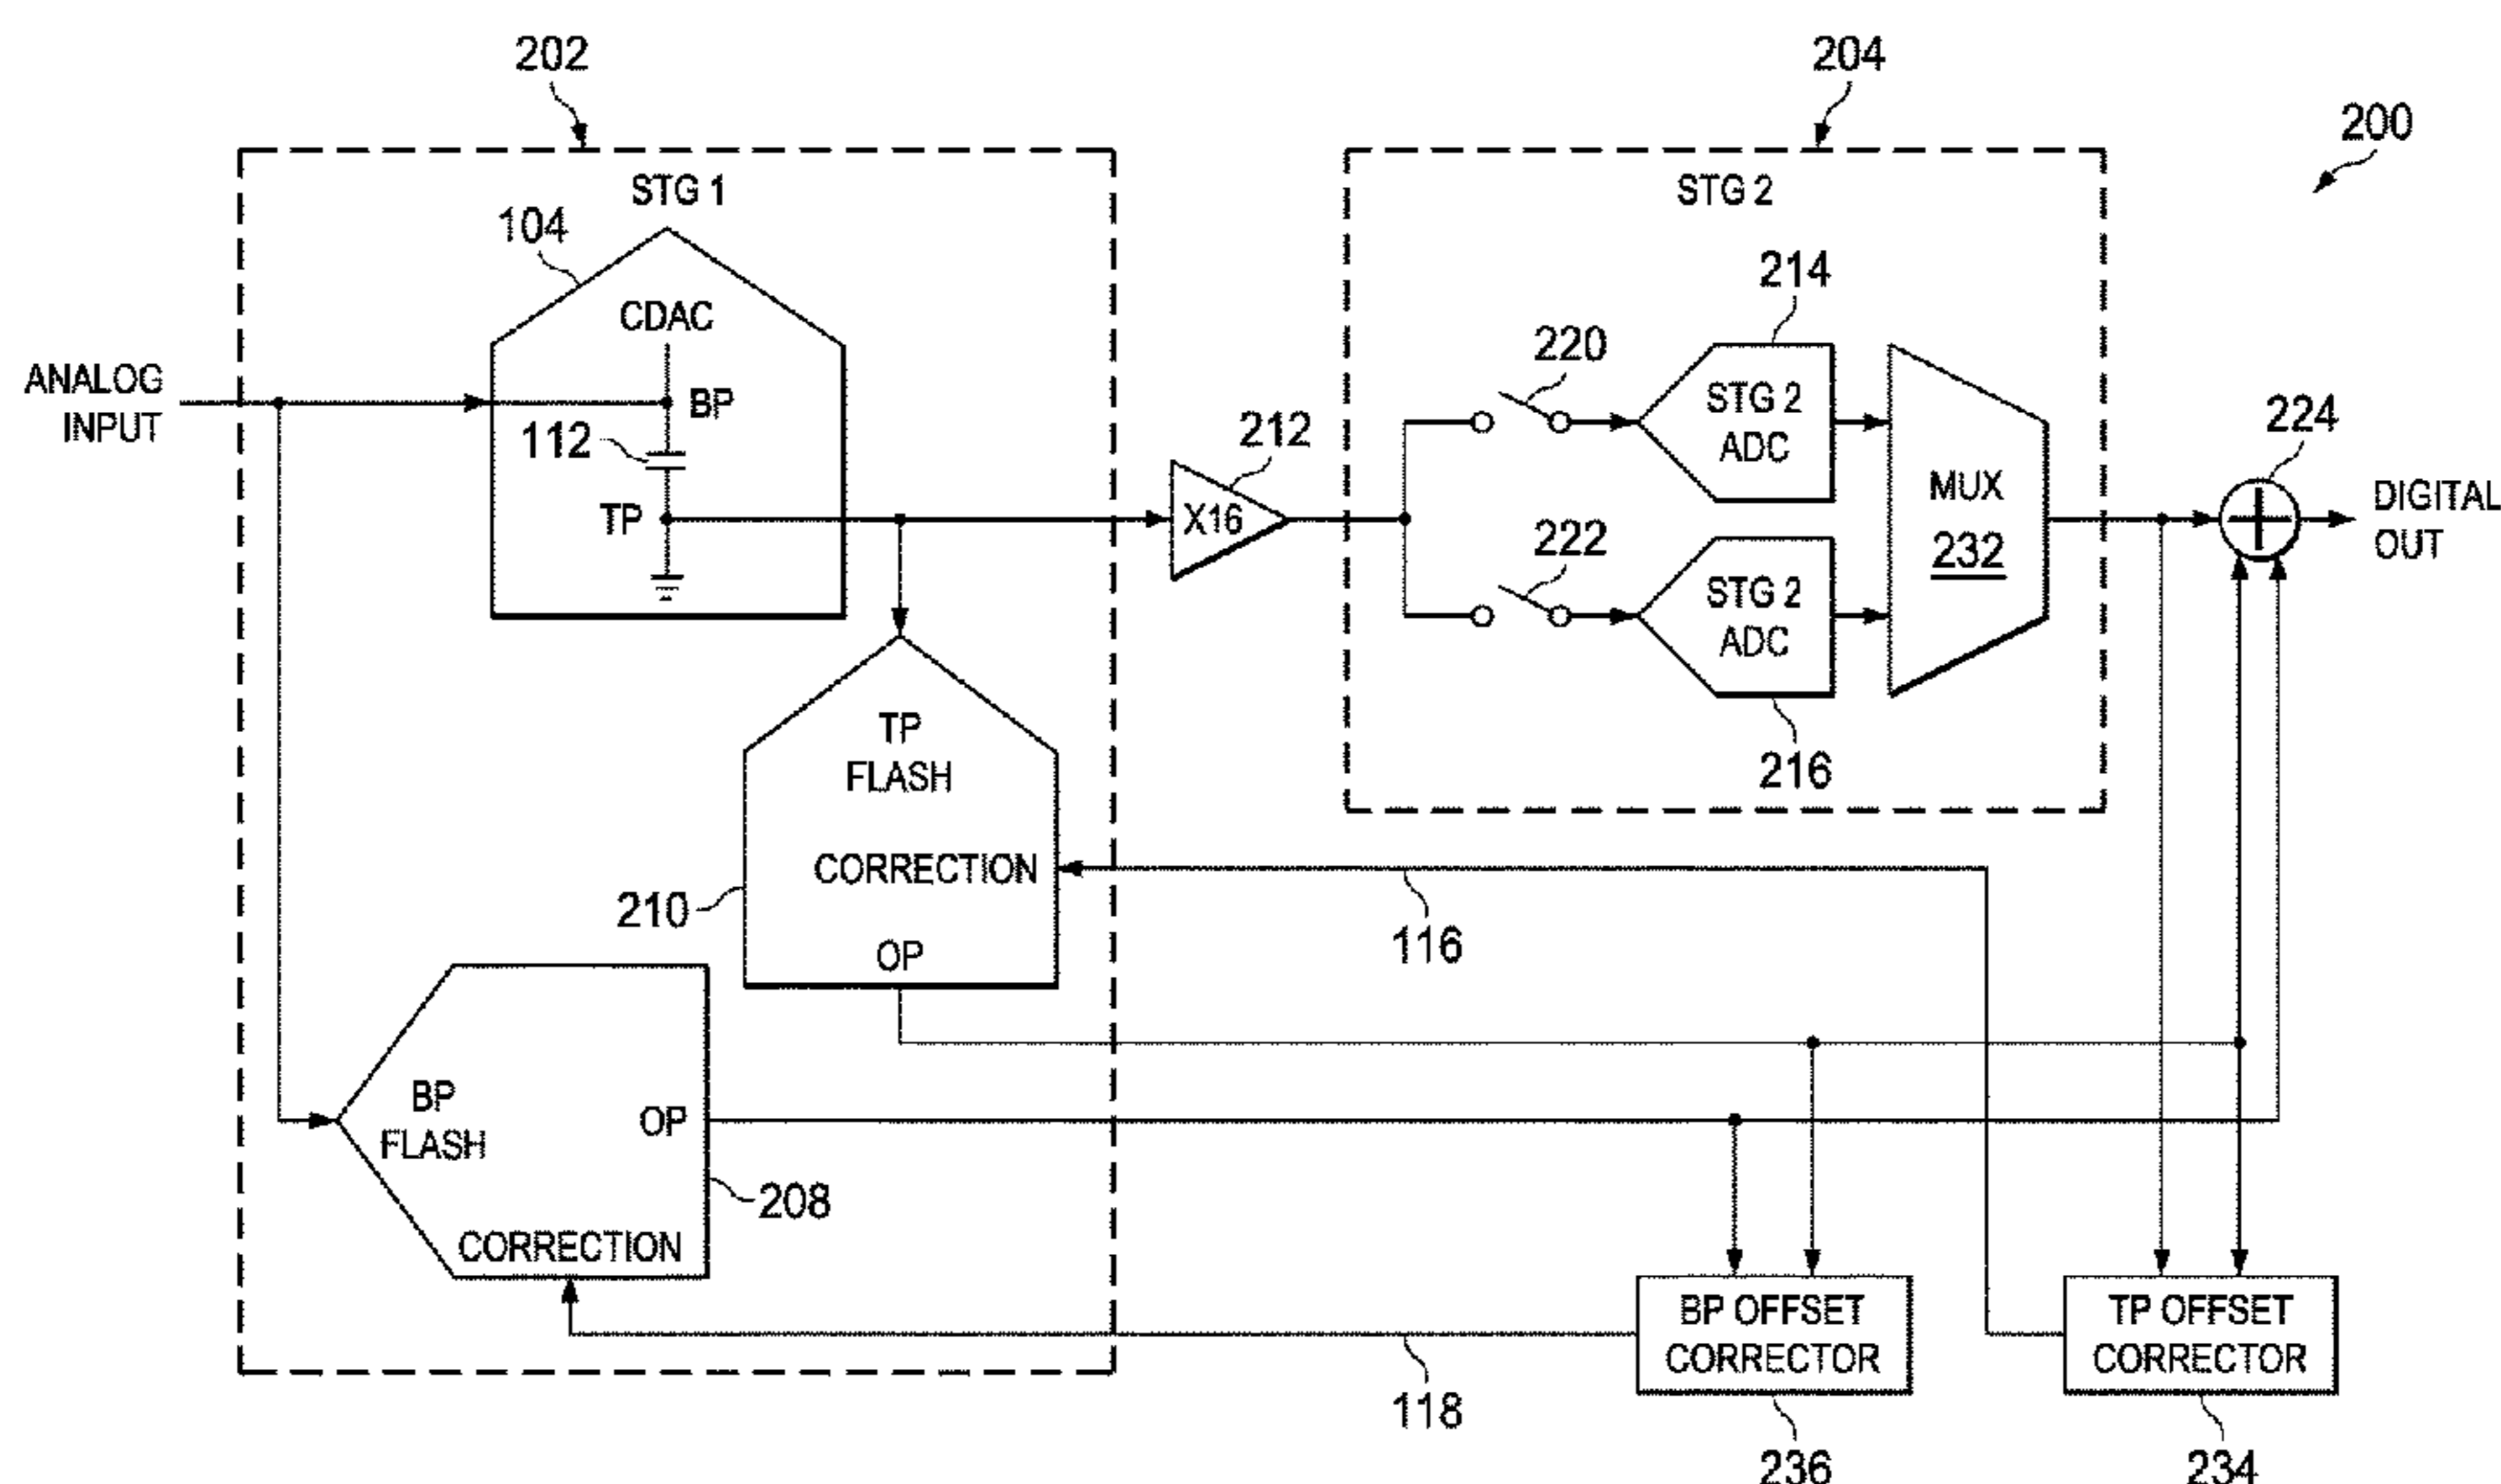 202
204
200
STG 1
STG 2
104
214
CDAC
220
STG 2
ADC
ANALOG
INPUT
BP
112
212
224
MUX
232
DIGITAL
OUT
TP
X16
222
STG 2
ADC
216
TP
FLASH
CORRECTION
210
116
OP
BP
FLASH
OP
208
CORRECTION
BP OFFSET
CORRECTOR
TP OFFSET
CORRECTOR
118
236
234